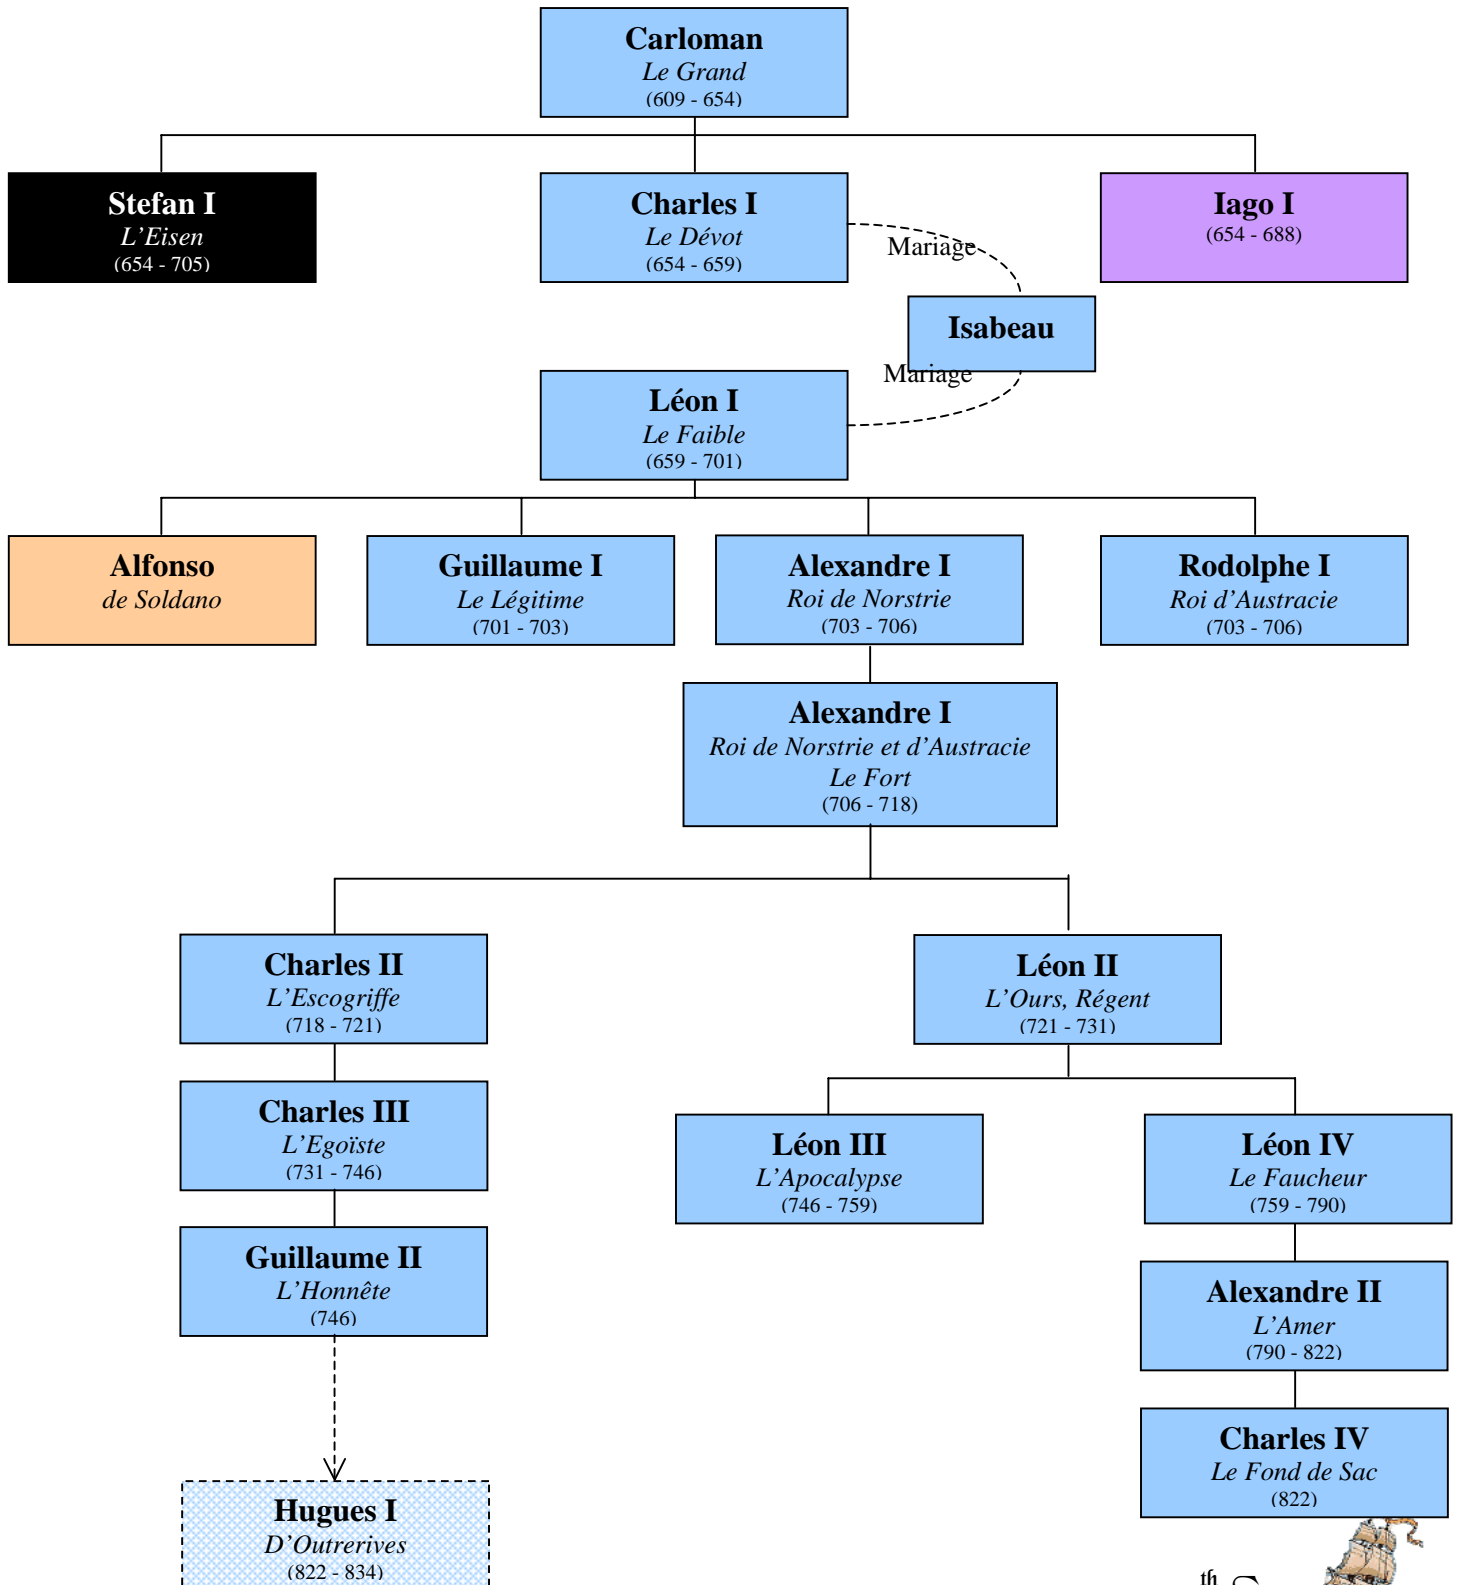 Carloman
Le Grand
(609 - 654)
Stefan I
L'Eisen
(654 - 705)
Charles I
Le Dévot
(654 - 659)
Iago I
(654 - 688)
Mariage
Isabeau
Mariage
Léon I
Le Faible
(659 - 701)
Alfonso
de Soldano
Guillaume I
Le Légitime
(701 - 703)
Alexandre I
Roi de Norstrie
(703 - 706)
Rodolphe I
Roi d'Austracie
(703 - 706)
Alexandre I
Roi de Norstrie et d'Austracie
Le Fort
(706 - 718)
Charles II
L'Escogriffe
(718 - 721)
Léon II
L'Ours, Régent
(721 - 731)
Charles III
L'Egoïste
(731 - 746)
Léon III
L'Apocalypse
(746 - 759)
Léon IV
Le Faucheur
(759 - 790)
Guillaume II
L'Honnête
(746)
Alexandre II
L'Amer
(790 - 822)
Charles IV
Le Fond de Sac
(822)
Hugues I
D'Outrerives
(822 - 834)
th